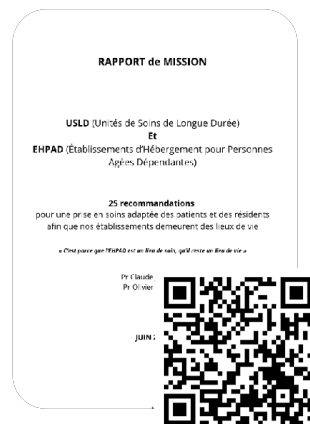 RAPPORT de MISSION
USLD (Unités de Soins de Longue Durée)
Et
EHPAD (Établissements d'Hébergement pour Personnes
Agées Dépendantes)
25 recommandations
pour une prise en soins adaptée des patients et des résidents
afin que nos établissements demeurent des lieux de vie
« C'est parce que l'EHPAD est un lieu de soin, qu'il reste un lieu de vie »
Pr Claude
Pr Olivier
JUIN